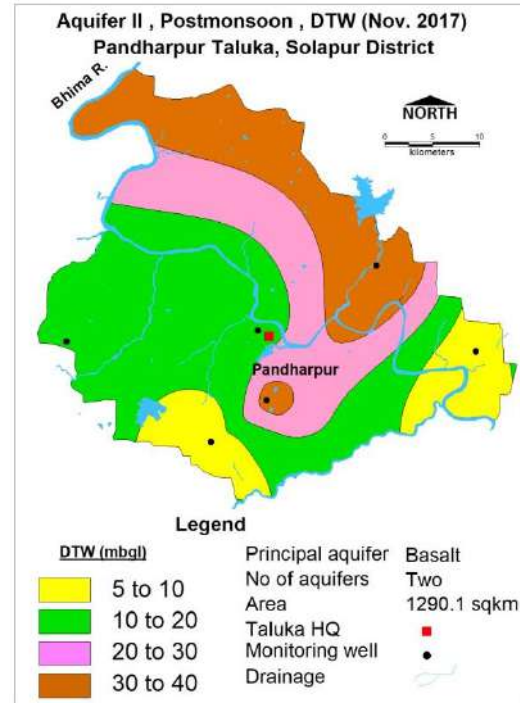 Aquifer II , Postmonsoon , DTW (Nov. 2017)
Pandharpur Taluka, Solapur District
Bhima R.
NORTH
0 5 10
kilometers
Pandharpur
Legend
DTW (mbgl)
5 to 10
10 to 20
20 to 30
30 to 40
Principal aquifer Basalt
No of aquifers Two
Area 1290.1 sqkm
Taluka HQ
Monitoring well
Drainage